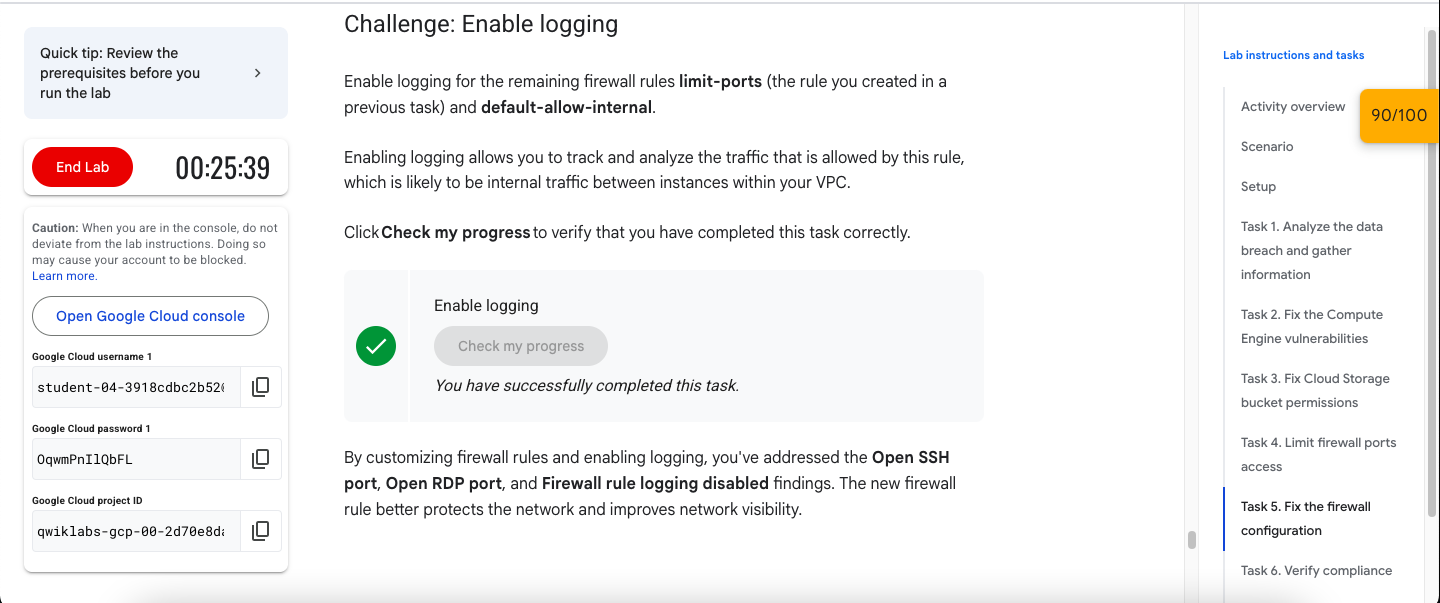 Quick tip: Review the
prerequisites before you
run the lab
End Lab
00:25:39
Caution: When you are in the console, do not
deviate from the lab instructions. Doing so
may cause your account to be blocked.
Learn more.
Open Google Cloud console
Google Cloud username 1
student-04-3918cdbc2b520
Google Cloud password 1
OqwmPnIlQbFL
Google Cloud project ID
qwiklabs-gcp-00-2d70e8da
Challenge: Enable logging
Enable logging for the remaining firewall rules limit-ports (the rule you created in a
previous task) and default-allow-internal.
Enabling logging allows you to track and analyze the traffic that is allowed by this rule,
which is likely to be internal traffic between instances within your VPC.
Click Check my progress to verify that you have completed this task correctly.
Enable logging
Check my progress
You have successfully completed this task.
By customizing firewall rules and enabling logging, you've addressed the Open SSH
port, Open RDP port, and Firewall rule logging disabled findings. The new firewall
rule better protects the network and improves network visibility.
Lab instructions and tasks
Activity overview
90/100
Scenario
Setup
Task 1. Analyze the data
breach and gather
information
Task 2. Fix the Compute
Engine vulnerabilities
Task 3. Fix Cloud Storage
bucket permissions
Task 4. Limit firewall ports
access
Task 5. Fix the firewall
configuration
Task 6. Verify compliance